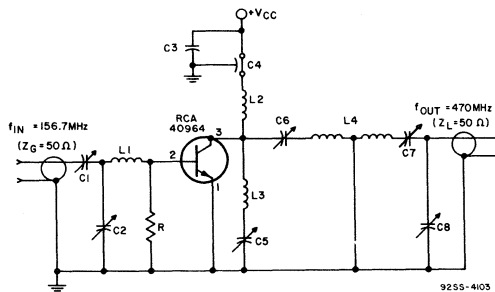 +VCC
C3
C4
RCA
40964
L2
fIN = 156.7MHz
(ZG = 50 Ω)
fOUT = 470MHz
(ZL = 50 Ω)
C6
L4
L1
3
C7
2
C1
1
L3
C2
R
C5
C8
92SS-4103